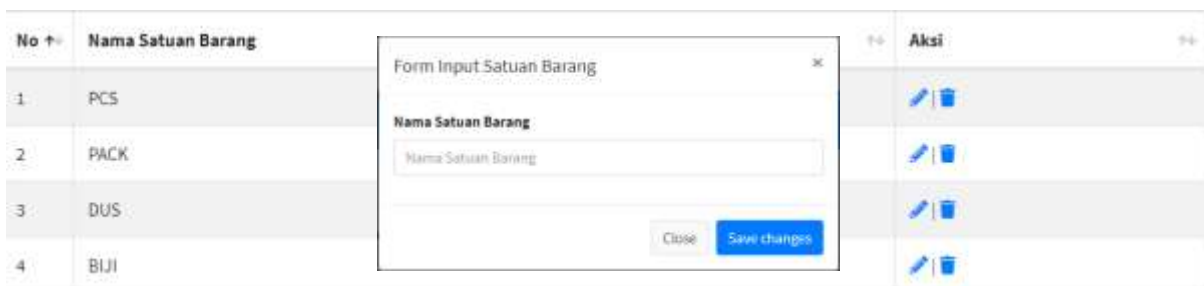 No Nama Satuan Barang Aksi
Form Input Satuan Barang ×
1 PCS
Nama Satuan Barang
2 PACK
Nama Satuan Barang
3 DUS
Close Save changes
4 BIJI